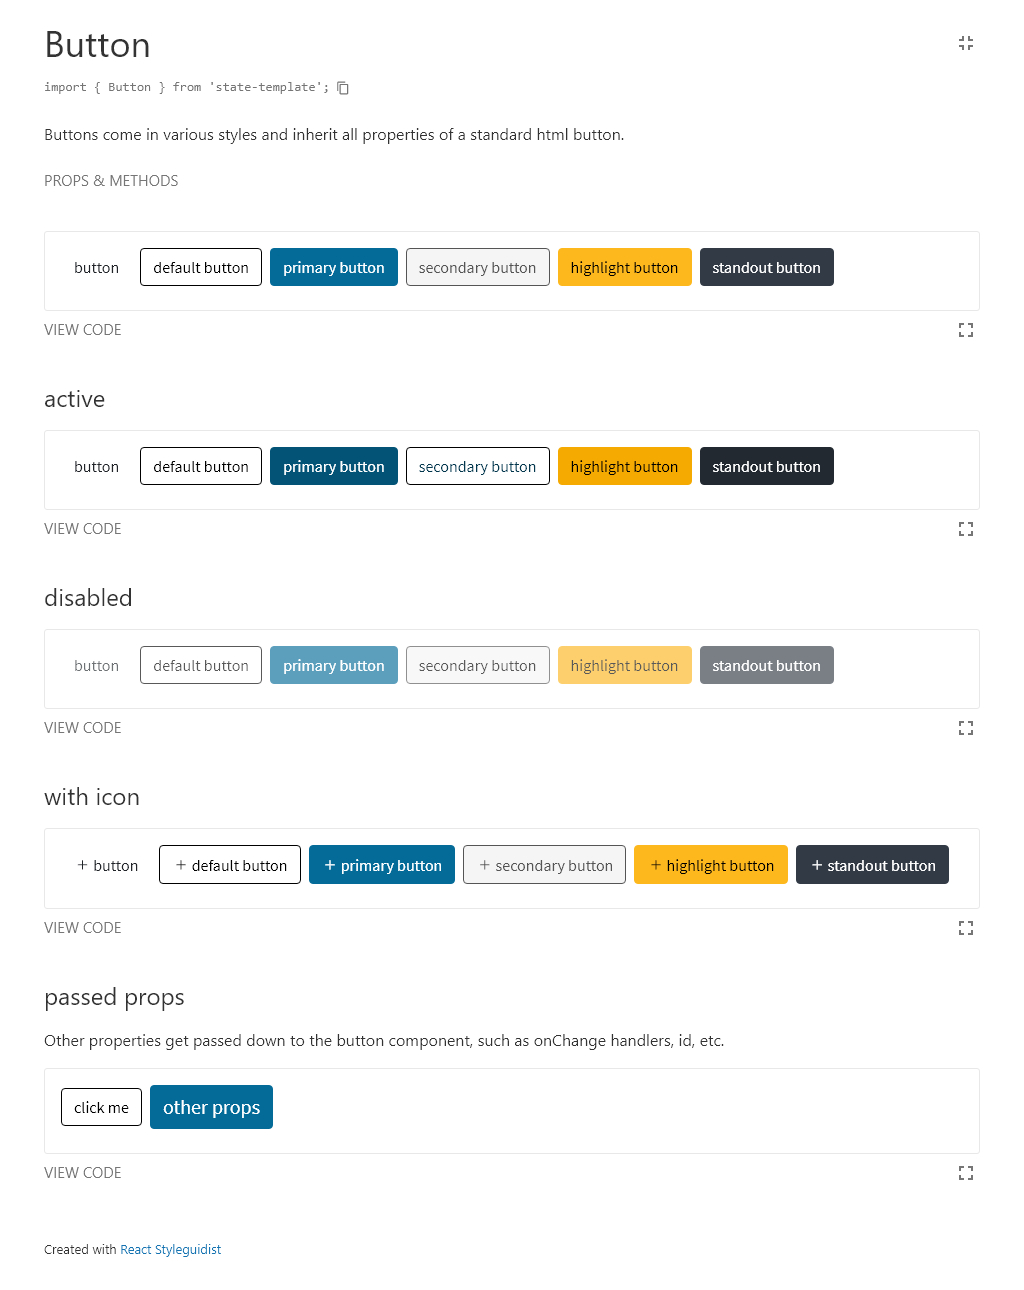 Button
import { Button } from 'state-template';
Buttons come in various styles and inherit all properties of a standard html button.
PROPS & METHODS
button default button primary button secondary button highlight button standout button
VIEW CODE
active
button default button primary button secondary button highlight button standout button
VIEW CODE
disabled
button default button primary button secondary button highlight button standout button
VIEW CODE
with icon
+ button + default button + primary button + secondary button + highlight button + standout button
VIEW CODE
passed props
Other properties get passed down to the button component, such as onChange handlers, id, etc.
click me other props
VIEW CODE
Created with React Styleguidist